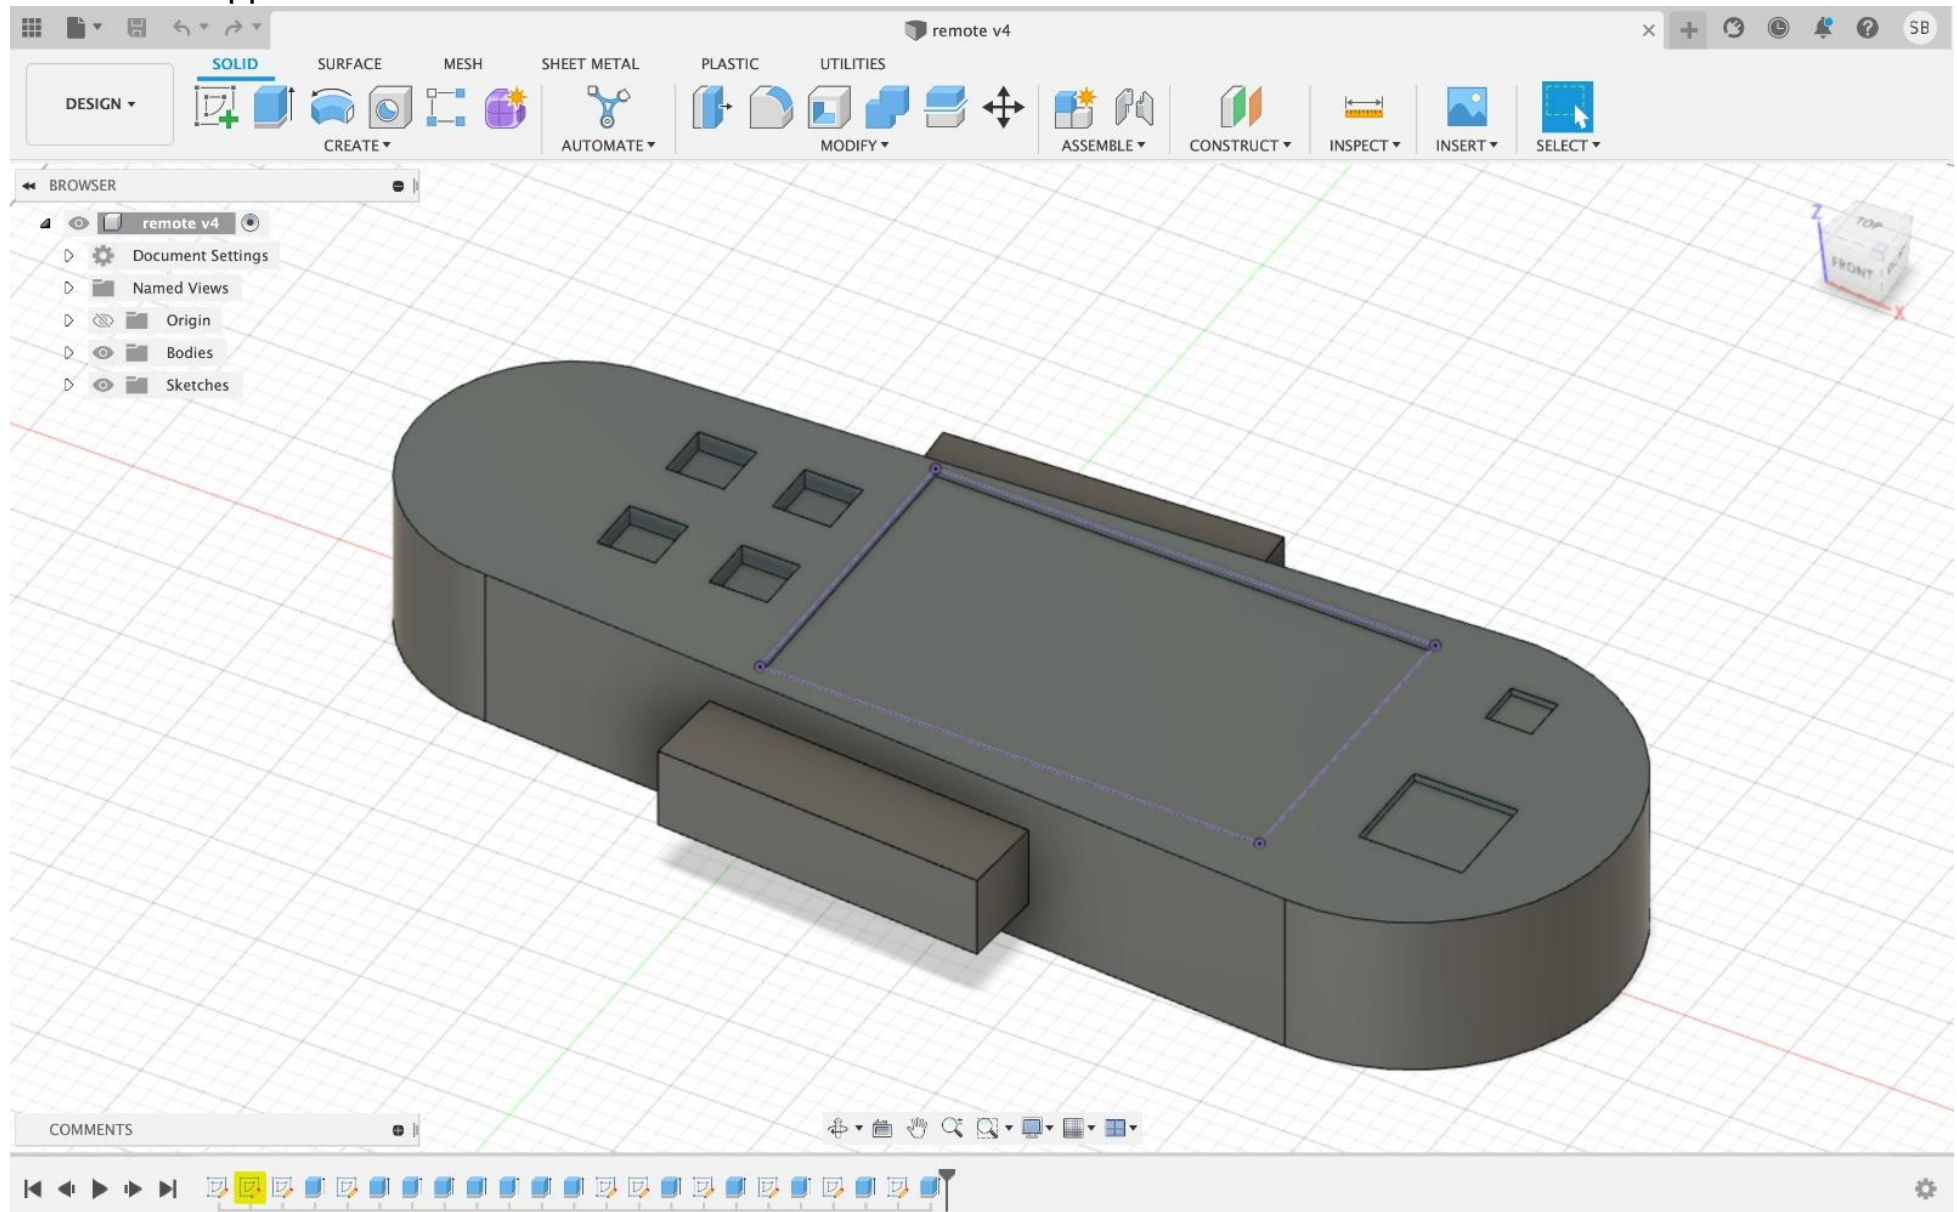 remote v4
SB
SOLID SURFACE MESH SHEET METAL PLASTIC UTILITIES
DESIGN
CREATE AUTOMATE MODIFY ASSEMBLE CONSTRUCT INSPECT INSERT SELECT
BROWSER
remote v4
Document Settings
Named Views
Origin
Bodies
Sketches
Z
TOP
FRONT
X
COMMENTS